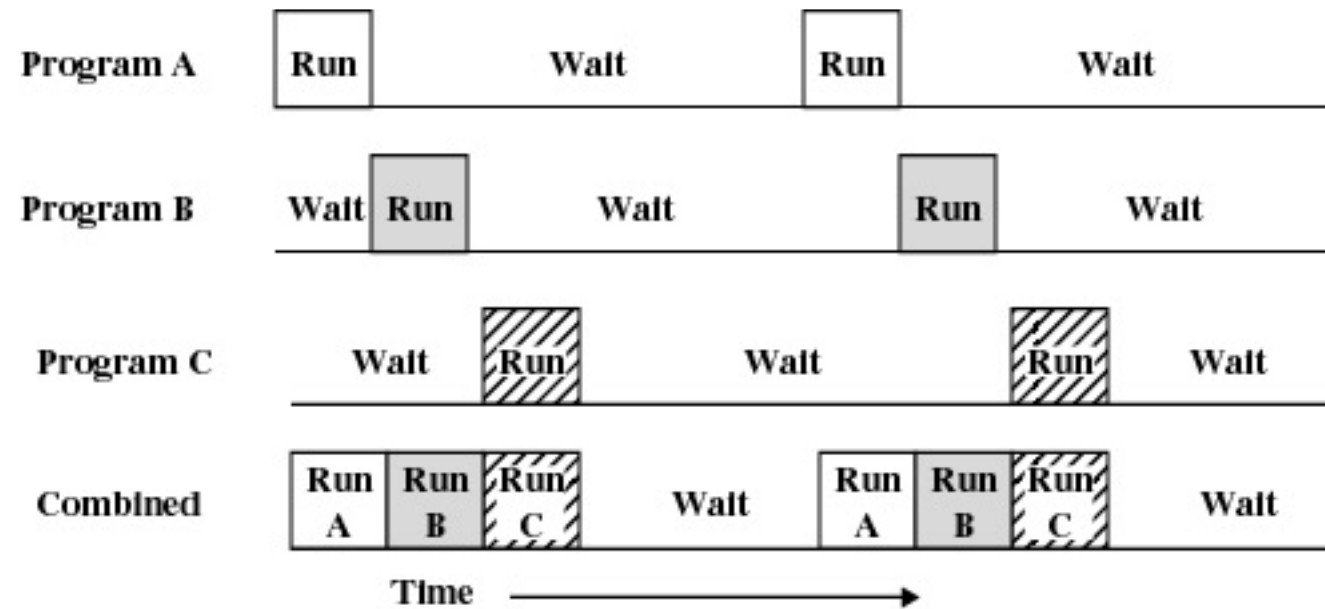 Program A Run Wait Run Wait
Program B Wait Run Wait Run Wait
Program C Wait Run Wait Run Wait
Combined Run A Run B Run C Wait Run A Run B Run C Wait
Time